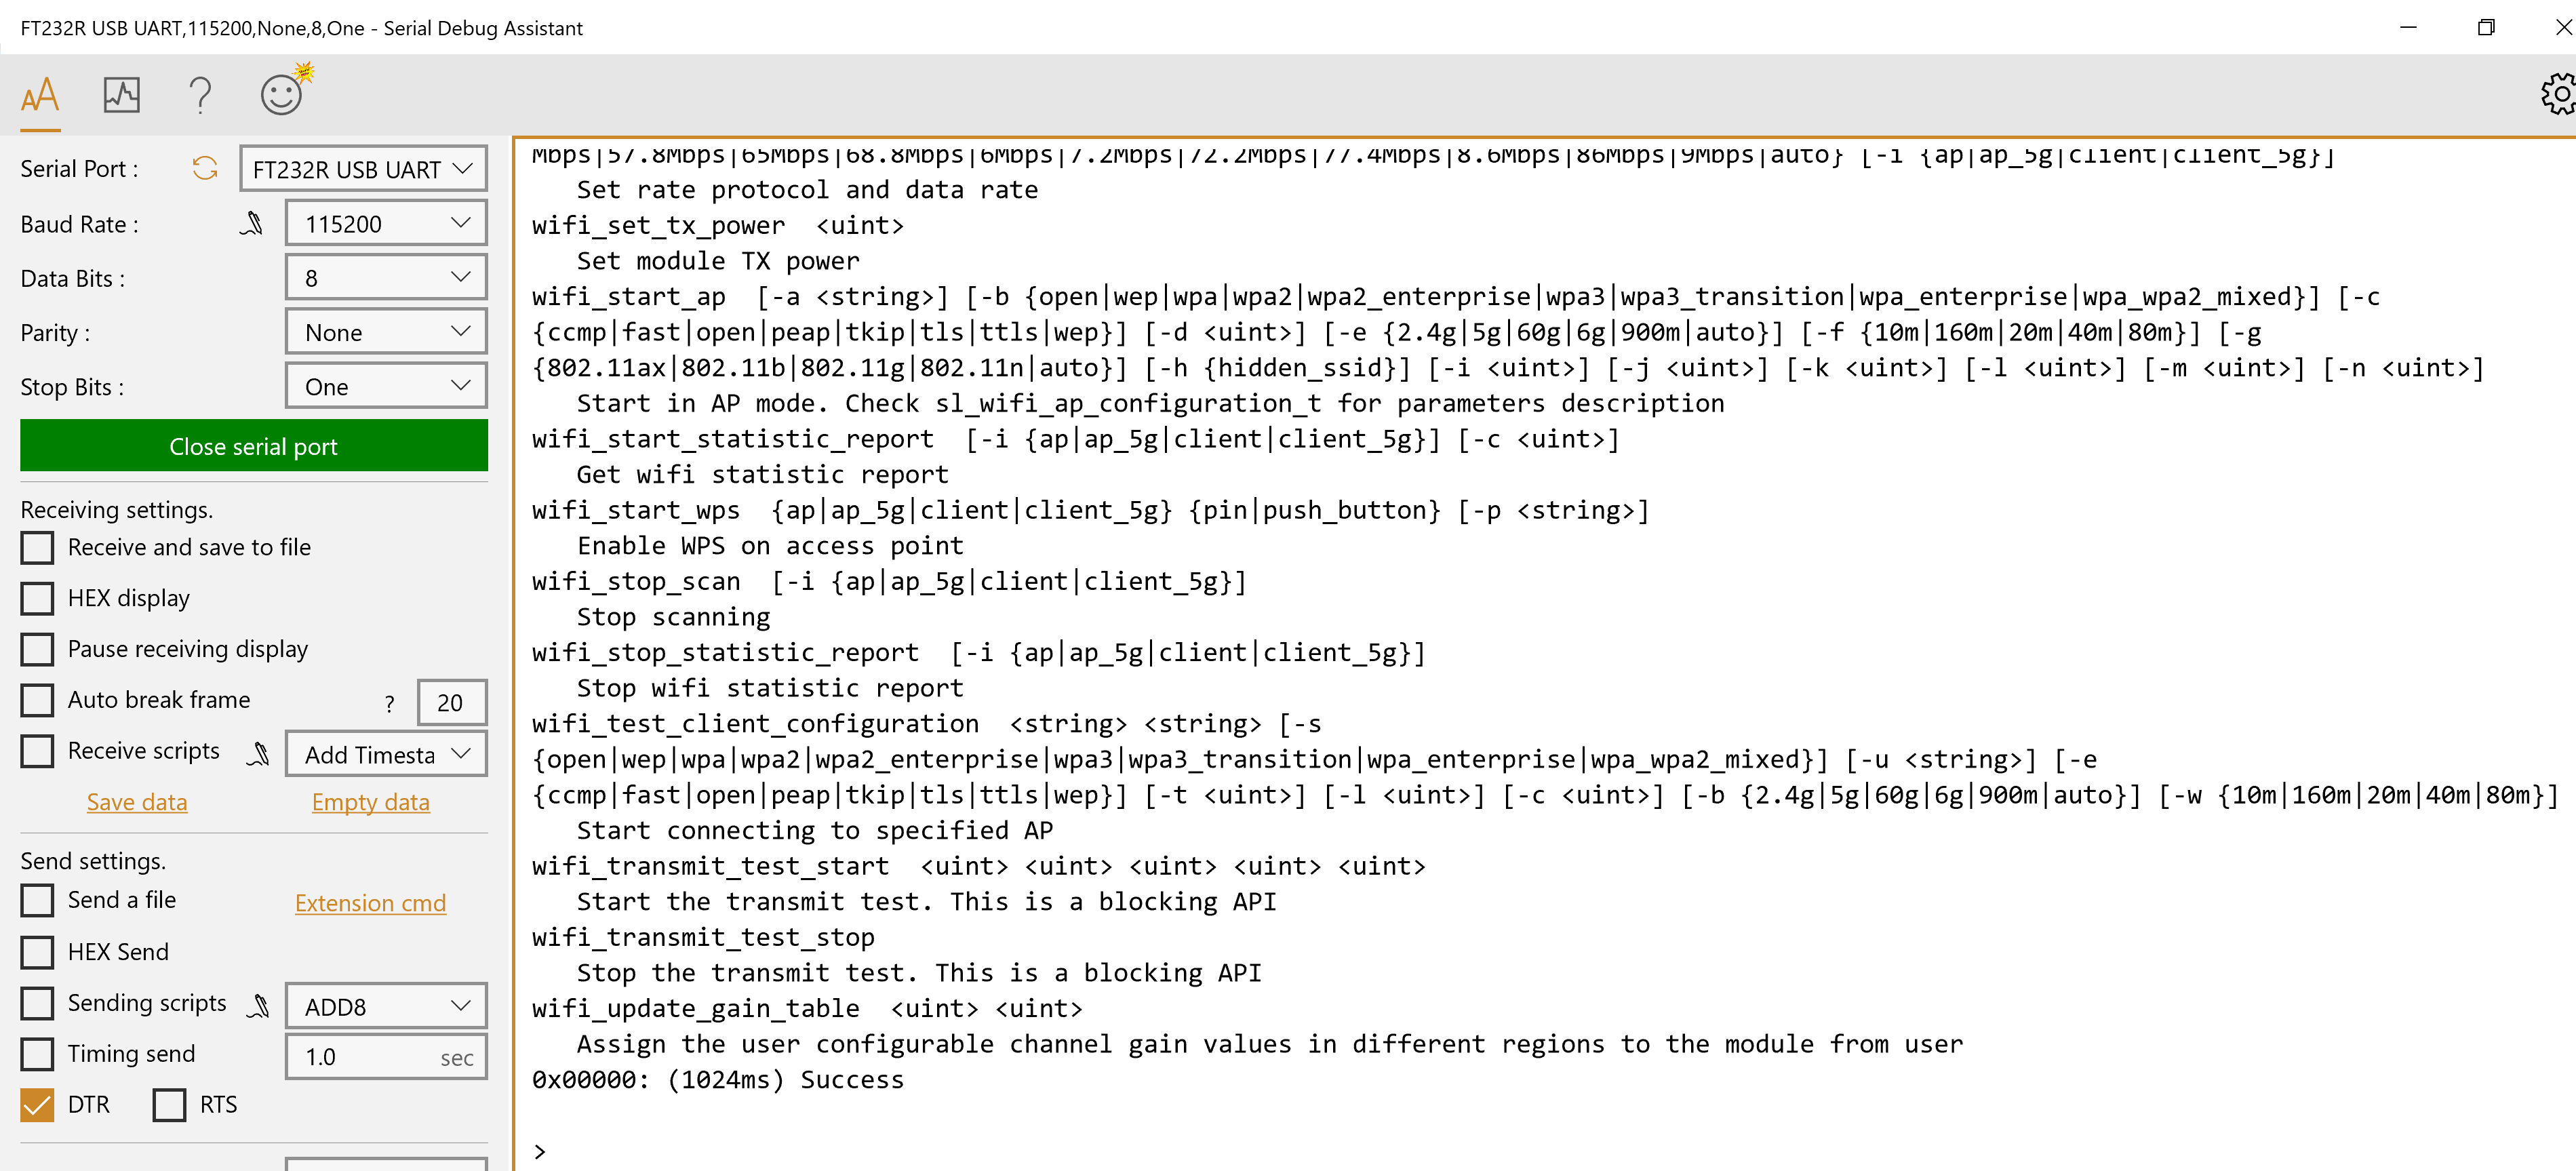 FT232R USB UART,115200,None,8,One - Serial Debug Assistant
Serial Port :
FT232R USB UART
Baud Rate :
115200
Data Bits :
8
Parity :
None
Stop Bits :
One
Close serial port
Receiving settings.
Receive and save to file
HEX display
Pause receiving display
Auto break frame
?
20
Receive scripts
Add Timesta
Save data
Empty data
Send settings.
Send a file
Extension cmd
HEX Send
Sending scripts
ADD8
Timing send
1.0
sec
DTR
RTS
Mbps|57.8Mbps|65Mbps|68.8Mbps|6Mbps|7.2Mbps|72.2Mbps|77.4Mbps|8.6Mbps|86Mbps|9Mbps|auto} [-i {ap|ap_5g|client|client_5g}]
Set rate protocol and data rate
wifi_set_tx_power  <uint>
Set module TX power
wifi_start_ap  [-a <string>] [-b {open|wep|wpa|wpa2|wpa2_enterprise|wpa3|wpa3_transition|wpa_enterprise|wpa_wpa2_mixed}] [-c
{ccmp|fast|open|peap|tkip|tls|ttls|wep}] [-d <uint>] [-e {2.4g|5g|60g|6g|900m|auto}] [-f {10m|160m|20m|40m|80m}] [-g
{802.11ax|802.11b|802.11g|802.11n|auto}] [-h {hidden_ssid}] [-i <uint>] [-j <uint>] [-k <uint>] [-l <uint>] [-m <uint>] [-n <uint>]
Start in AP mode. Check sl_wifi_ap_configuration_t for parameters description
wifi_start_statistic_report  [-i {ap|ap_5g|client|client_5g}] [-c <uint>]
Get wifi statistic report
wifi_start_wps  {ap|ap_5g|client|client_5g} {pin|push_button} [-p <string>]
Enable WPS on access point
wifi_stop_scan  [-i {ap|ap_5g|client|client_5g}]
Stop scanning
wifi_stop_statistic_report  [-i {ap|ap_5g|client|client_5g}]
Stop wifi statistic report
wifi_test_client_configuration  <string> <string> [-s
{open|wep|wpa|wpa2|wpa2_enterprise|wpa3|wpa3_transition|wpa_enterprise|wpa_wpa2_mixed}] [-u <string>] [-e
{ccmp|fast|open|peap|tkip|tls|ttls|wep}] [-t <uint>] [-l <uint>] [-c <uint>] [-b {2.4g|5g|60g|6g|900m|auto}] [-w {10m|160m|20m|40m|80m}]
Start connecting to specified AP
wifi_transmit_test_start  <uint> <uint> <uint> <uint> <uint>
Start the transmit test. This is a blocking API
wifi_transmit_test_stop
Stop the transmit test. This is a blocking API
wifi_update_gain_table  <uint> <uint>
Assign the user configurable channel gain values in different regions to the module from user
0x00000: (1024ms) Success
>